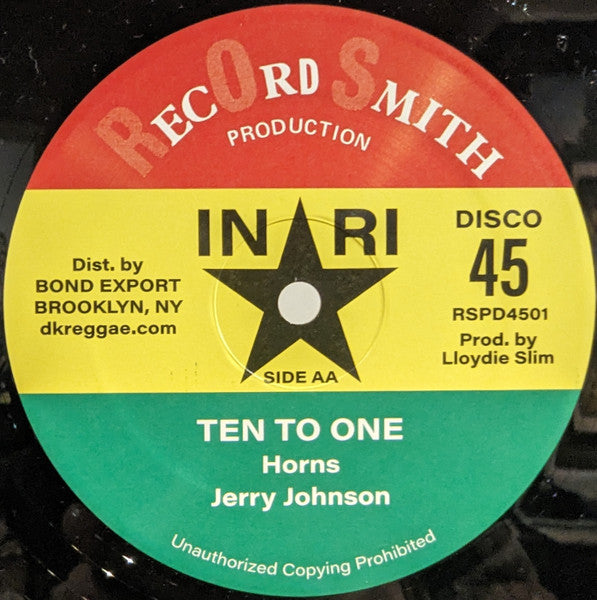 RECORD SMITH
PRODUCTION
IN★RI
DISCO
45
RSPD4501
Prod. by
Lloydie Slim
Dist. by
BOND EXPORT
BROOKLYN, NY
dkreggae.com
SIDE AA
TEN TO ONE
Horns
Jerry Johnson
Unauthorized Copying Prohibited